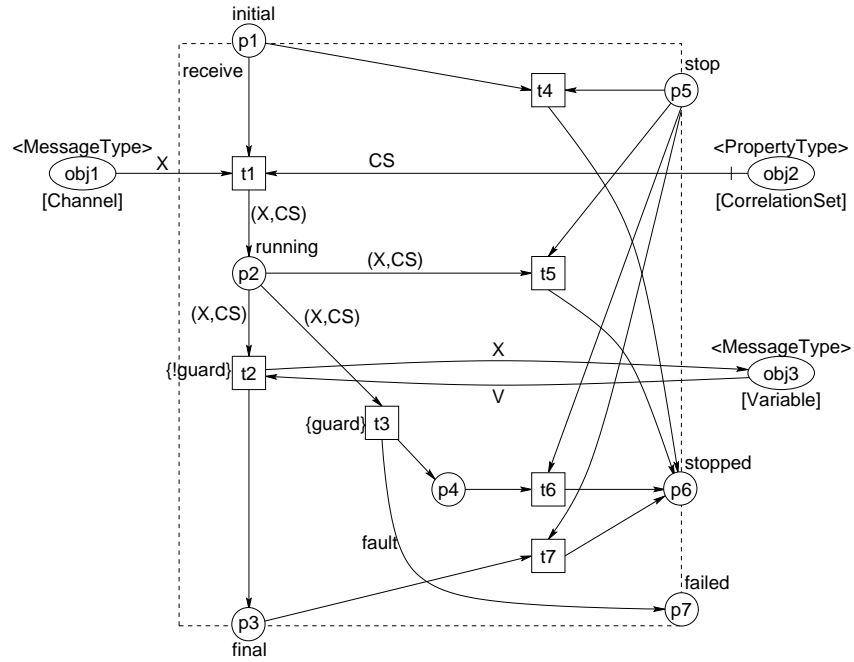 initial
p1
receive
stop
t4
p5
<MessageType>
X
CS
<PropertyType>
obj1
t1
obj2
[Channel]
[CorrelationSet]
(X,CS)
running
p2
(X,CS)
t5
(X,CS)
(X,CS)
X
<MessageType>
{!guard}
t2
obj3
V
[Variable]
{guard}
t3
stopped
p4
t6
p6
fault
t7
failed
p7
p3
final